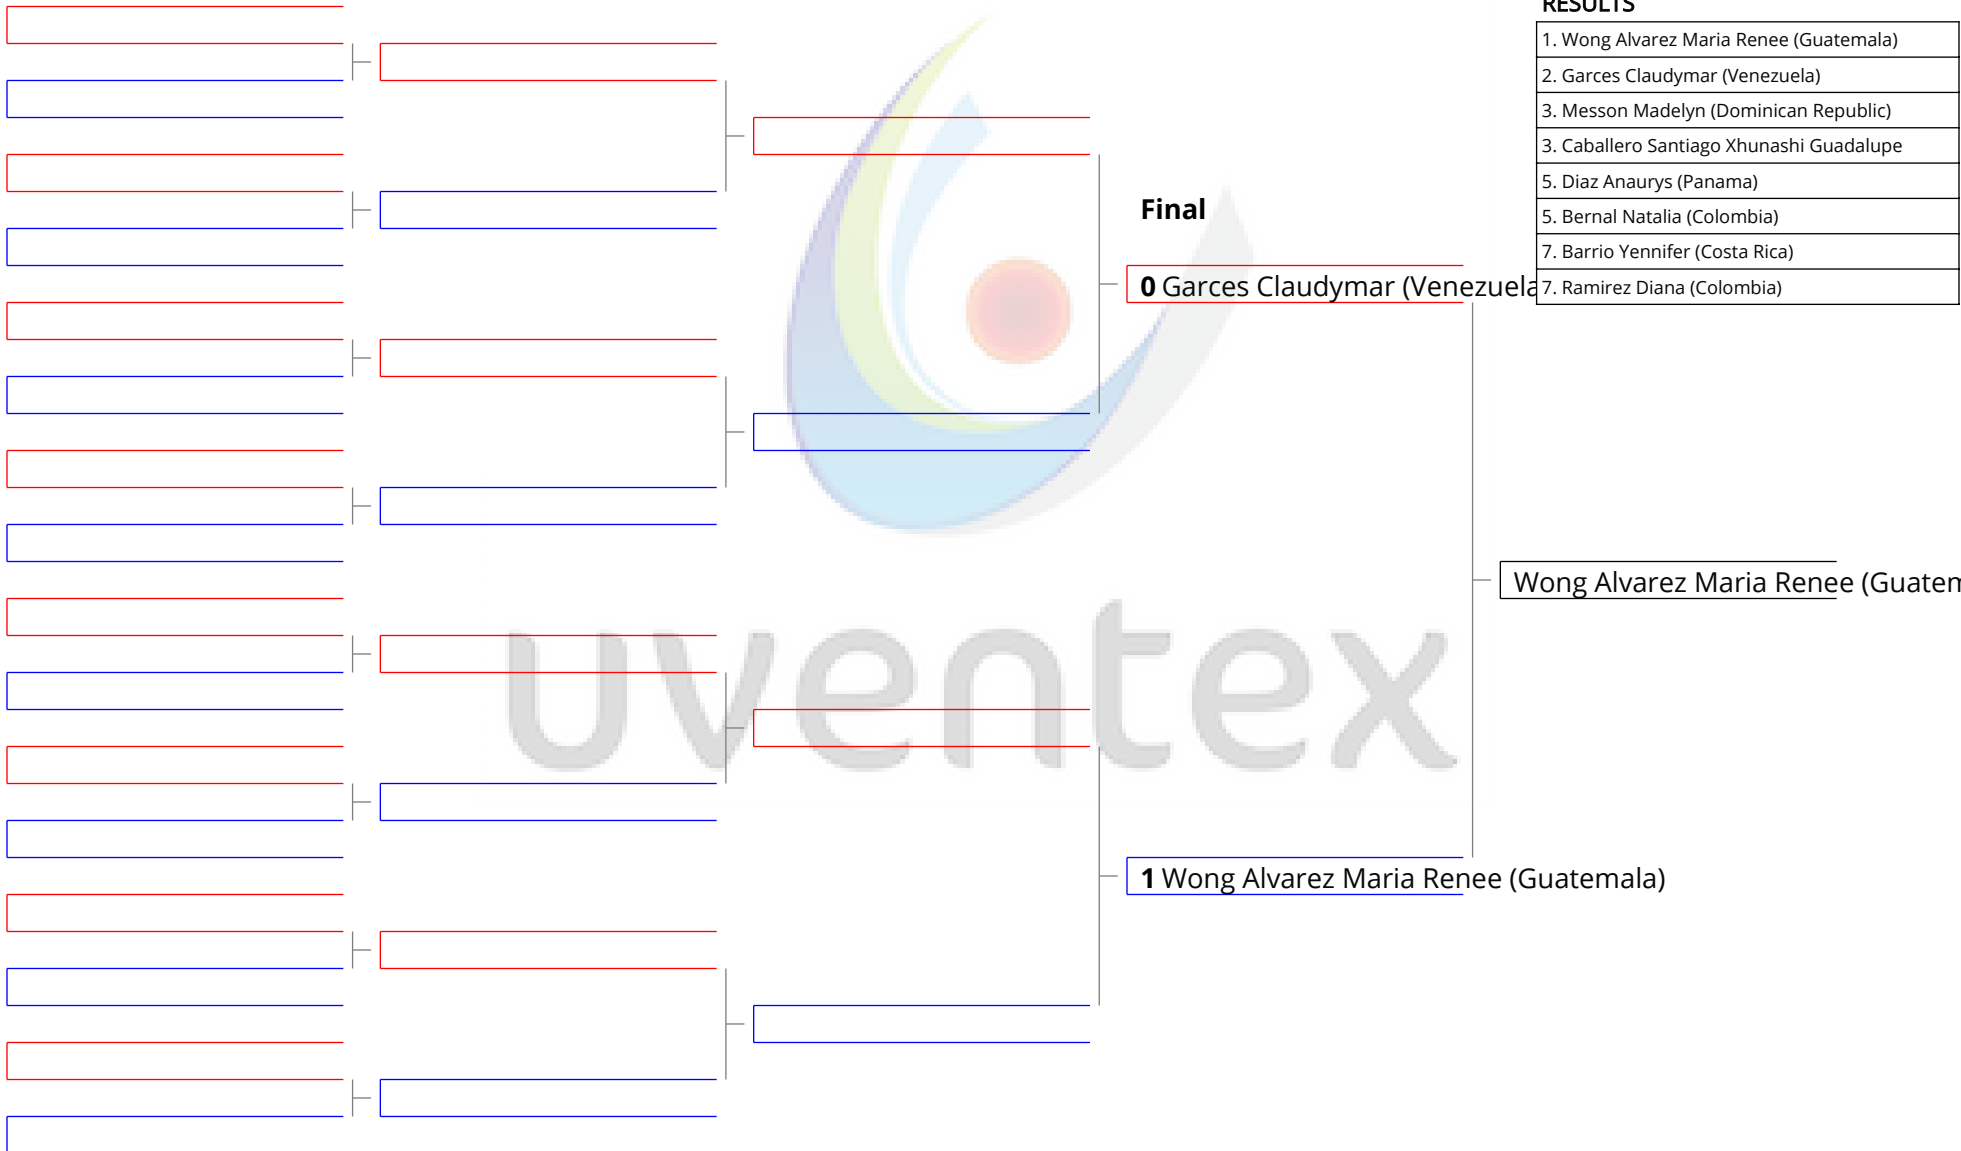 RESULTS
1. Wong Alvarez Maria Renee (Guatemala)
2. Garces Claudymar (Venezuela)
3. Messon Madelyn (Dominican Republic)
3. Caballero Santiago Xhunashi Guadalupe
5. Diaz Anaurys (Panama)
5. Bernal Natalia (Colombia)
7. Barrio Yennifer (Costa Rica)
7. Ramirez Diana (Colombia)
Final
0 Garces Claudymar (Venezuela
Wong Alvarez Maria Renee (Guatem
1 Wong Alvarez Maria Renee (Guatemala)
uventex